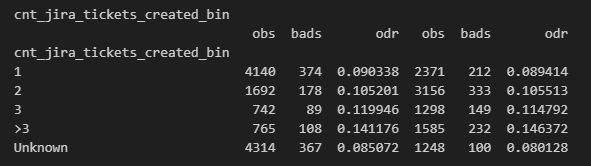 cnt_jira_tickets_created_bin
obs bads odr obs bads odr
cnt_jira_tickets_created_bin
1 4140 374 0.090338 2371 212 0.089414
2 1692 178 0.105201 3156 333 0.105513
3 742 89 0.119946 1298 149 0.114792
>3 765 108 0.141176 1585 232 0.146372
Unknown 4314 367 0.085072 1248 100 0.080128